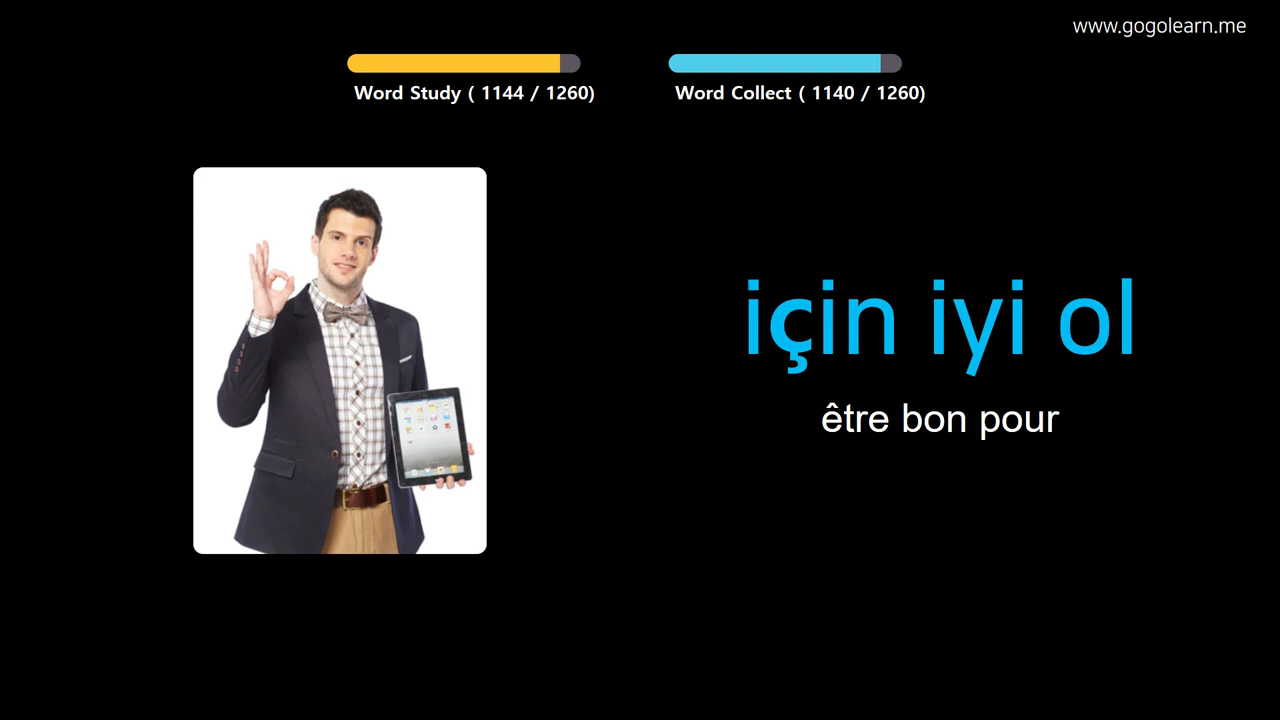 www.gogolearn.me
Word Study ( 1144 / 1260)
Word Collect ( 1140 / 1260)
için iyi ol
être bon pour